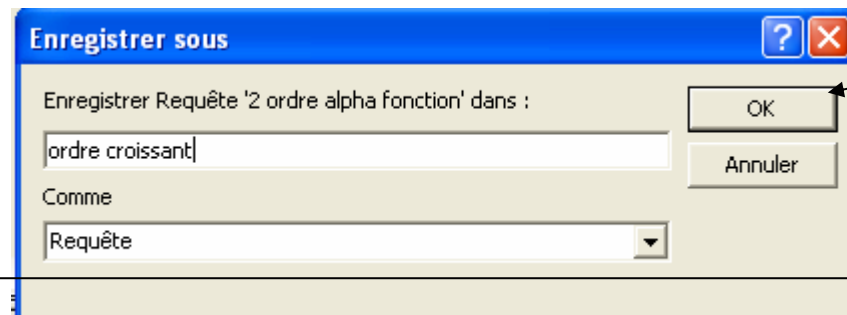 Enregistrer sous
Enregistrer Requête '2 ordre alpha fonction' dans :
OK
ordre croissant
Annuler
Comme
Requête